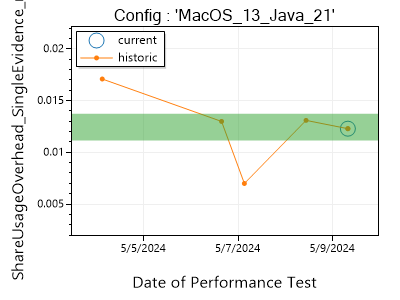 Config : 'MacOS_13_Java_21'
current
historic
0.02
0.015
0.01
0.005
5/5/2024
5/7/2024
5/9/2024
Date of Performance Test
ShareUsageOverhead_SingleEvidence_